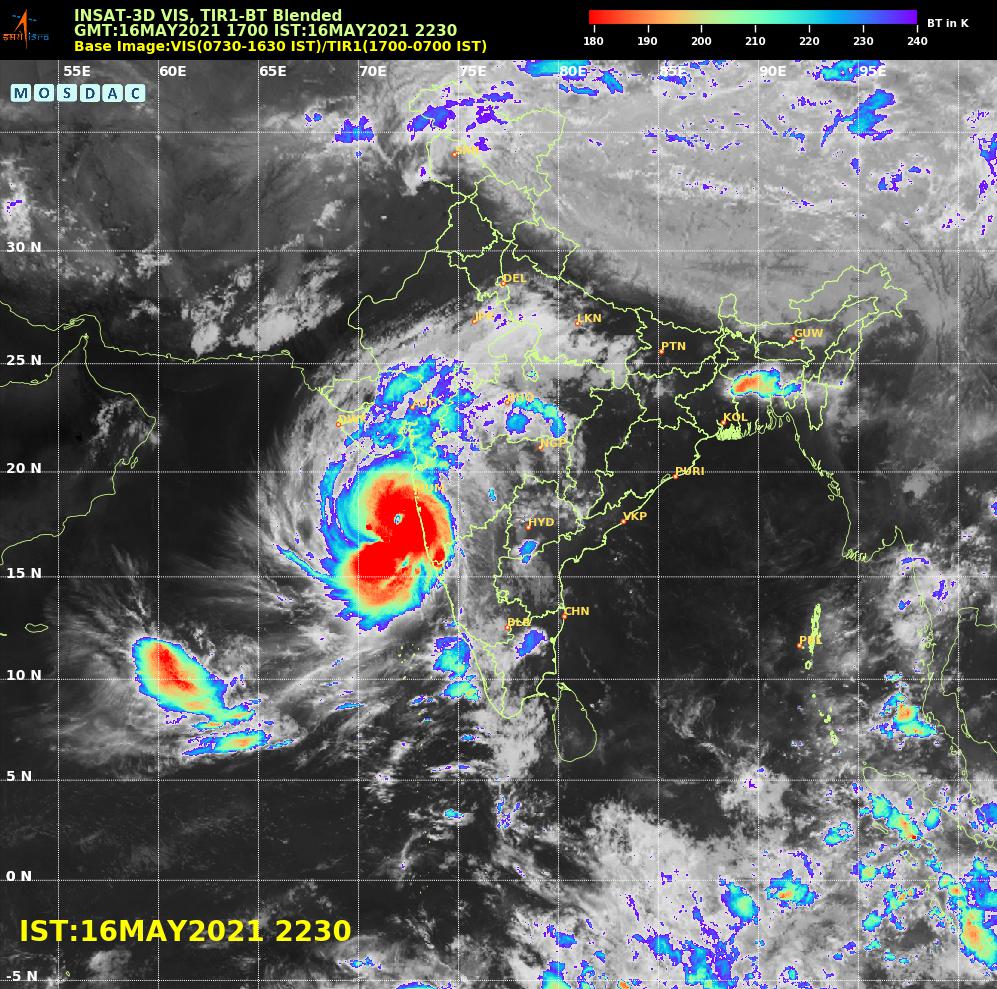 INSAT-3D VIS, TIR1-BT Blended
GMT:16MAY2021 1700 IST:16MAY2021 2230
Base Image:VIS(0730-1630 IST)/TIR1(1700-0700 IST)
BT in K
180 190 200 210 220 230 240
55E 60E 65E 70E 75E 80E 85E 90E 95E
MOSDAC
30 N
DEL
LKN
GUW
PTN
25 N
KOL
NGP
20 N
PURI
HYD
VKP
15 N
CHN
BLR
10 N
5 N
0 N
IST:16MAY2021 2230
-5 N